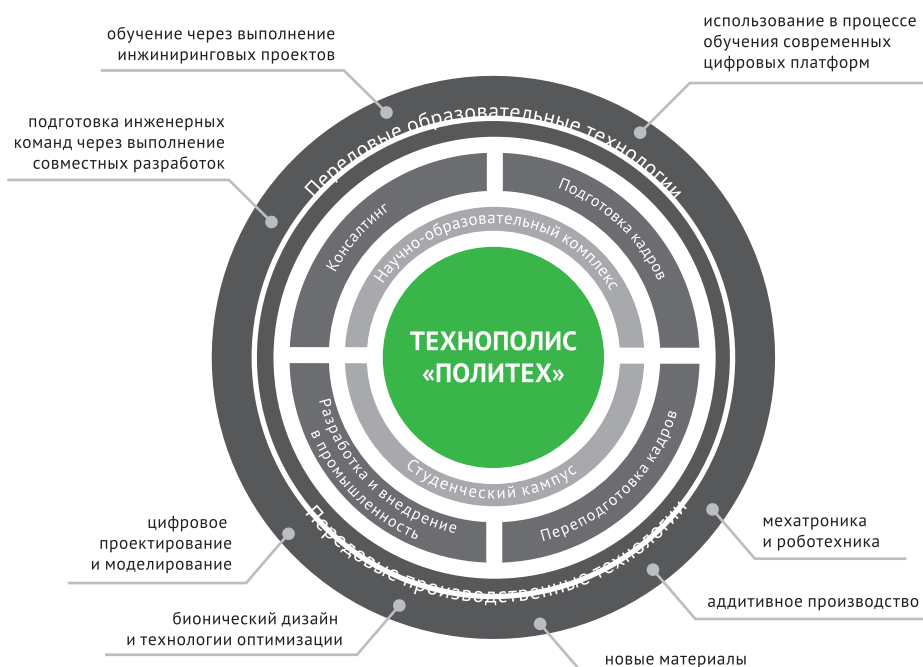 обучение через выполнение
инжиниринговых проектов
использование в процессе
обучения современных
цифровых платформ
подготовка инженерных
команд через выполнение
совместных разработок
Передовые образовательные технологии
Консалтинг
Подготовка кадров
Научно-образовательный комплекс
ТЕХНОПОЛИС
«ПОЛИТЕХ»
Студенческий кампус
Разработка и внедрение
в промышленность
Переподготовка кадров
Передовые производственные технологии
цифровое
проектирование
и моделирование
мехатроника
и роботехника
бионический дизайн
и технологии оптимизации
аддитивное производство
новые материалы